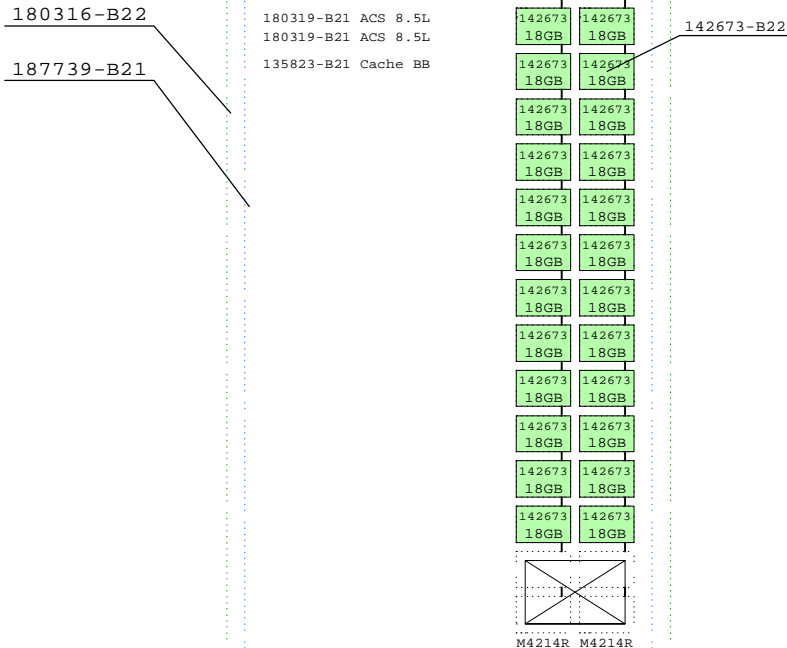 180316-B22
187739-B21
180319-B21 ACS 8.5L
180319-B21 ACS 8.5L
135823-B21 Cache BB
142673-B22
142673 142673
18GB 18GB
142673 142673
18GB 18GB
142673 142673
18GB 18GB
142673 142673
18GB 18GB
142673 142673
18GB 18GB
142673 142673
18GB 18GB
142673 142673
18GB 18GB
142673 142673
18GB 18GB
142673 142673
18GB 18GB
142673 142673
18GB 18GB
142673 142673
18GB 18GB
142673 142673
18GB 18GB
M4214R M4214R